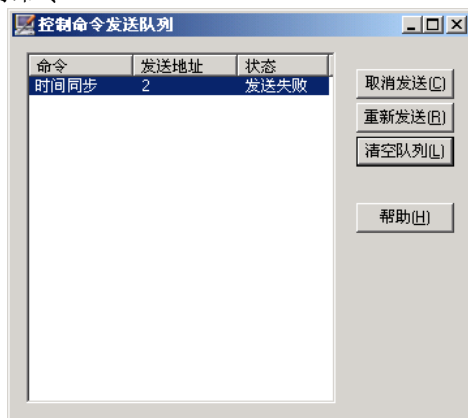 控制命令发送队列
命令 发送地址 状态
时间同步 2 发送失败
取消发送(C)
重新发送(R)
清空队列(L)
帮助(H)